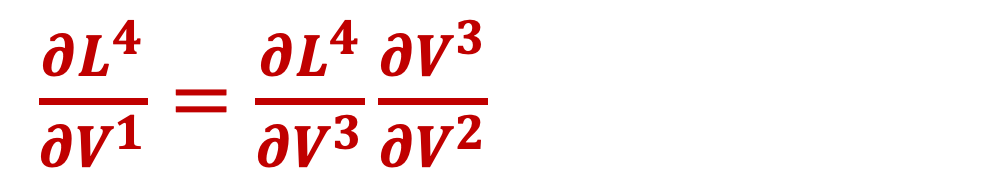 ∂L⁴/∂V¹ = ∂L⁴/∂V³ ∂V³/∂V²